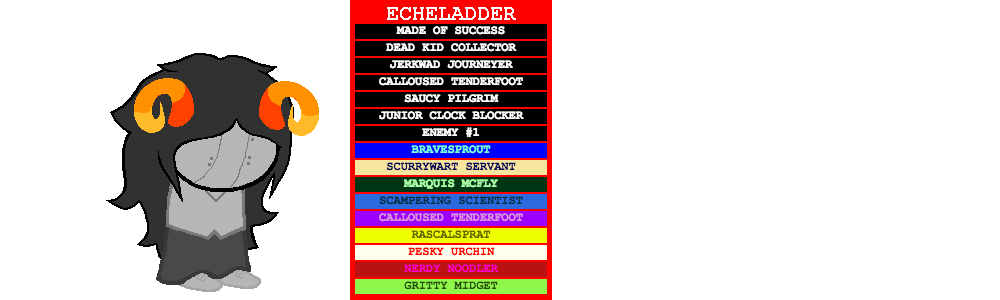 ECHELADDER
MADE OF SUCCESS
DEAD KID COLLECTOR
JERKWAD JOURNEYER
CALLOUSED TENDERFOOT
SAUCY PILGRIM
JUNIOR CLOCK BLOCKER
ENEMY #1
BRAVESPROUT
SCURRYWART SERVANT
MARQUIS MCFLY
SCAMPERING SCIENTIST
CALLOUSED TENDERFOOT
RASCALSPRAT
PESKY URCHIN
NERDY NOODLER
GRITTY MIDGET